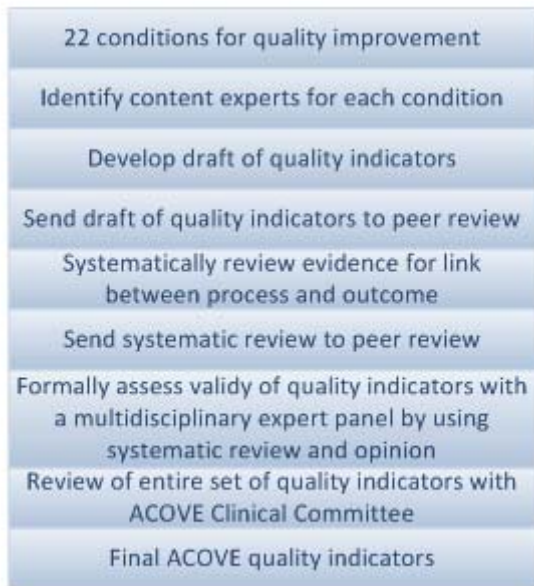 22 conditions for quality improvement
Identify content experts for each condition
Develop draft of quality indicators
Send draft of quality indicators to peer review
Systematically review evidence for link
between process and outcome
Send systematic review to peer review
Formally assess validy of quality indicators with
a multidisciplinary expert panel by using
systematic review and opinion
Review of entire set of quality indicators with
ACOVE Clinical Committee
Final ACOVE quality indicators